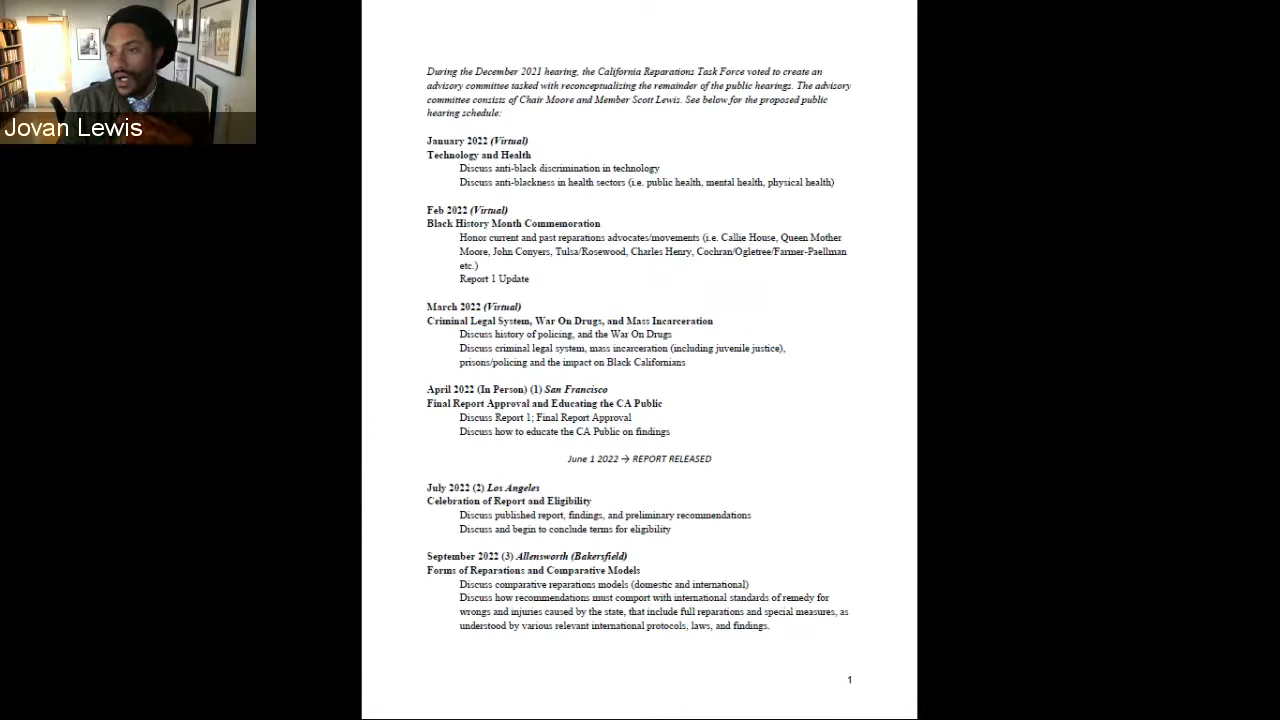 Jovan Lewis
During the December 2021 hearing, the California Reparations Task Force voted to create an
advisory committee tasked with reconceptualizing the remainder of the public hearings. The advisory
committee consists of Chair Moore and Member Scott Lewis. See below for the proposed public
hearing schedule:
January 2022 (Virtual)
Technology and Health
Discuss anti-black discrimination in technology
Discuss anti-blackness in health sectors (i.e. public health, mental health, physical health)
Feb 2022 (Virtual)
Black History Month Commemoration
Honor current and past reparations advocates/movements (i.e. Callie House, Queen Mother
Moore, John Conyers, Tulsa/Rosewood, Charles Henry, Cochran/Ogletree/Farmer-Paellman
etc.)
Report 1 Update
March 2022 (Virtual)
Criminal Legal System, War On Drugs, and Mass Incarceration
Discuss history of policing, and the War On Drugs
Discuss criminal legal system, mass incarceration (including juvenile justice),
prisons/policing and the impact on Black Californians
April 2022 (In Person) (1) San Francisco
Final Report Approval and Educating the CA Public
Discuss Report 1; Final Report Approval
Discuss how to educate the CA Public on findings
June 1 2022 → REPORT RELEASED
July 2022 (2) Los Angeles
Celebration of Report and Eligibility
Discuss published report, findings, and preliminary recommendations
Discuss and begin to conclude terms for eligibility
September 2022 (3) Allensworth (Bakersfield)
Forms of Reparations and Comparative Models
Discuss comparative reparations models (domestic and international)
Discuss how recommendations must comport with international standards of remedy for
wrongs and injuries caused by the state, that include full reparations and special measures, as
understood by various relevant international protocols, laws, and findings.
1